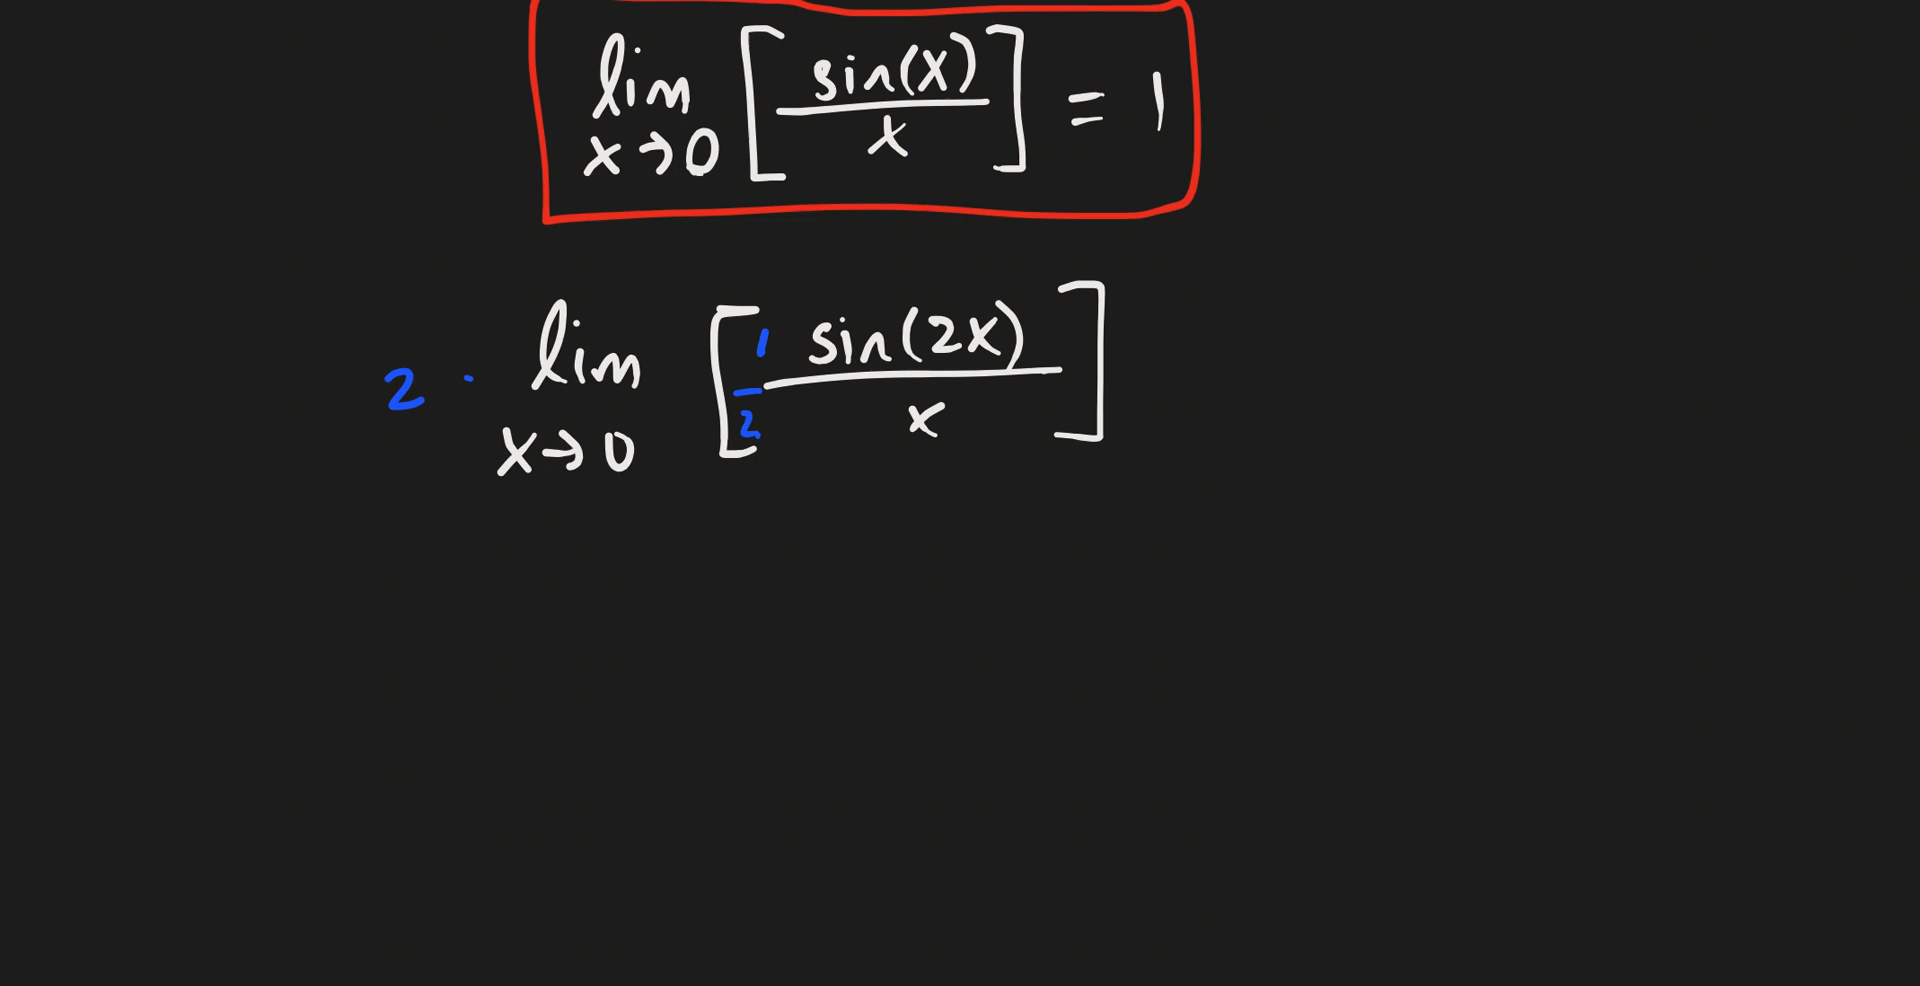 lim x→0 [ sin(x) / x ] = 1
2 · lim x→0 [ 1/2 sin(2x) / x ]